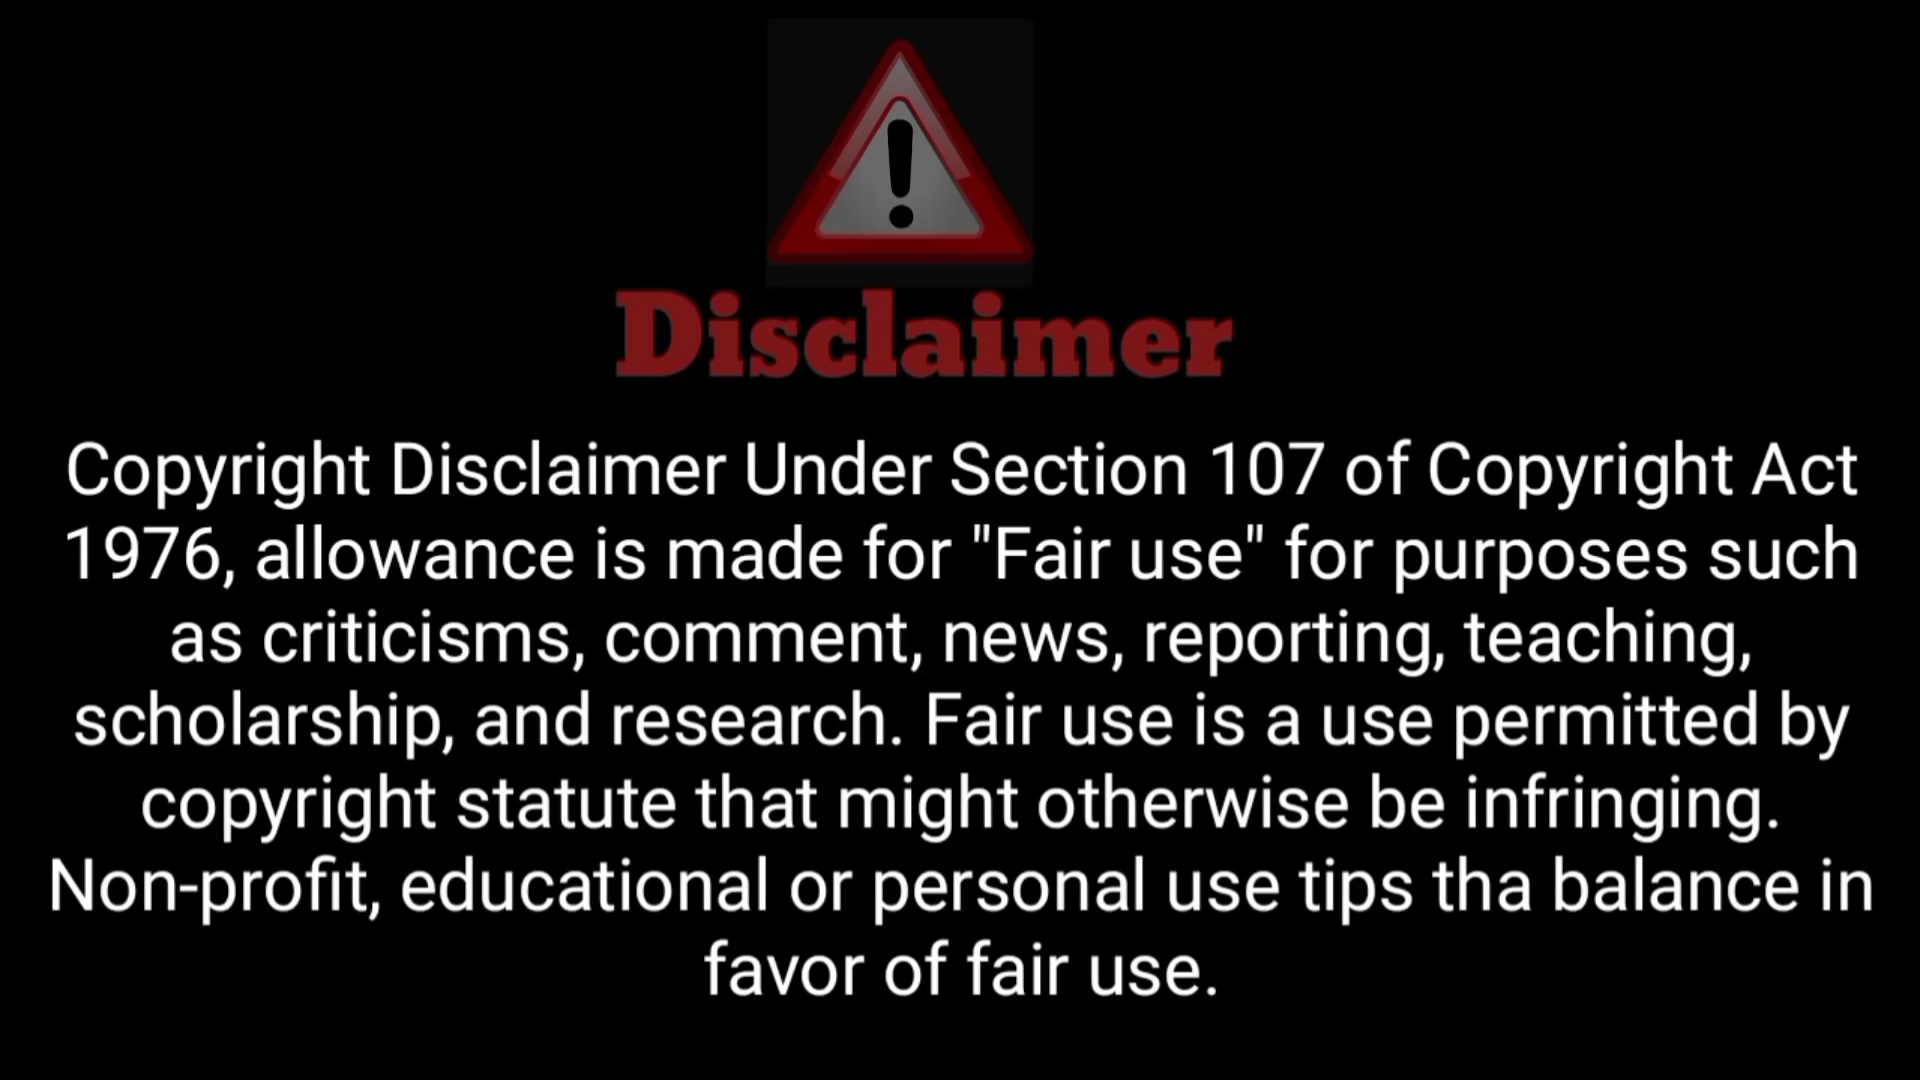 Disclaimer
Copyright Disclaimer Under Section 107 of Copyright Act
1976, allowance is made for "Fair use" for purposes such
as criticisms, comment, news, reporting, teaching,
scholarship, and research. Fair use is a use permitted by
copyright statute that might otherwise be infringing.
Non-profit, educational or personal use tips tha balance in
favor of fair use.